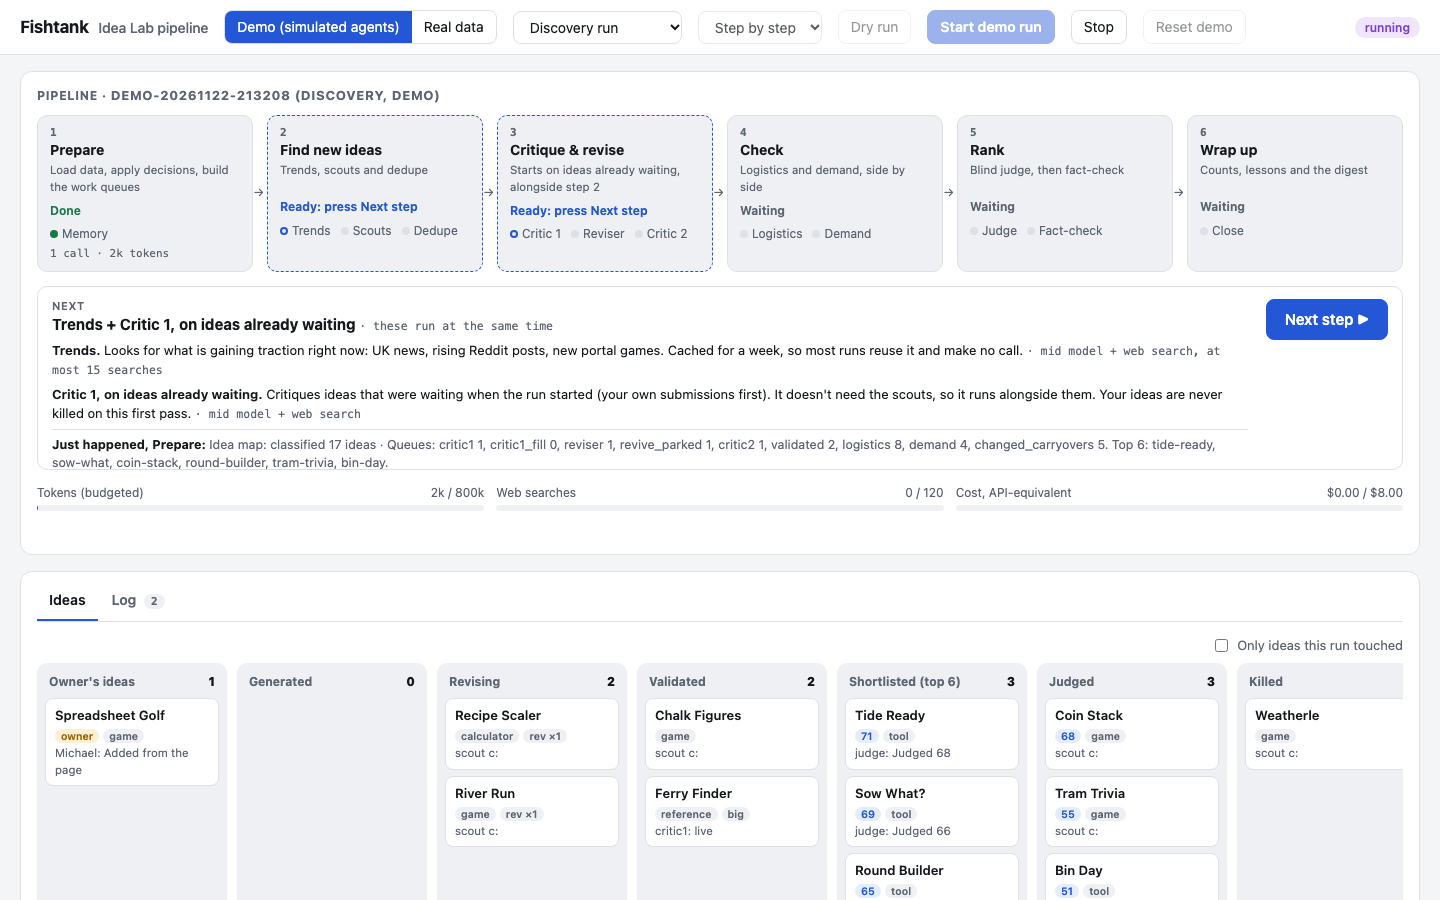 Fishtank Idea Lab pipeline Demo (simulated agents) Real data Discovery run Step by step Dry run Start demo run Stop Reset demo running
PIPELINE · DEMO-20261122-213208 (DISCOVERY, DEMO)
1
Prepare
Load data, apply decisions, build
the work queues
Done
Memory
1 call · 2k tokens
→
2
Find new ideas
Trends, scouts and dedupe
Ready: press Next step
Trends Scouts Dedupe
→
3
Critique & revise
Starts on ideas already waiting,
alongside step 2
Ready: press Next step
Critic 1 Reviser Critic 2
→
4
Check
Logistics and demand, side by
side
Waiting
Logistics Demand
→
5
Rank
Blind judge, then fact-check
Waiting
Judge Fact-check
→
6
Wrap up
Counts, lessons and the digest
Waiting
Close
NEXT
Trends + Critic 1, on ideas already waiting · these run at the same time
Next step
Trends. Looks for what is gaining traction right now: UK news, rising Reddit posts, new portal games. Cached for a week, so most runs reuse it and make no call. · mid model + web search, at
most 15 searches
Critic 1, on ideas already waiting. Critiques ideas that were waiting when the run started (your own submissions first). It doesn't need the scouts, so it runs alongside them. Your ideas are never
killed on this first pass. · mid model + web search
Just happened, Prepare: Idea map: classified 17 ideas · Queues: critic1 1, critic1_fill 0, reviser 1, revive_parked 1, critic2 1, validated 2, logistics 8, demand 4, changed_carryovers 5. Top 6: tide-ready,
sow-what, coin-stack, round-builder, tram-trivia, bin-day.
Tokens (budgeted) 2k / 800k
Web searches 0 / 120
Cost, API-equivalent $0.00 / $8.00
Ideas Log 2
Only ideas this run touched
Owner's ideas 1
Spreadsheet Golf
owner game
Michael: Added from the
page
Generated 0
Revising 2
Recipe Scaler
calculator rev ×1
scout c:
River Run
game rev ×1
scout c:
Validated 2
Chalk Figures
game
scout c:
Ferry Finder
reference big
critic1: live
Shortlisted (top 6) 3
Tide Ready
71 tool
judge: Judged 68
Sow What?
69 tool
judge: Judged 66
Round Builder
65 tool
Judged 3
Coin Stack
68 game
scout c:
Tram Trivia
55 game
scout c:
Bin Day
51 tool
Killed
Weatherle
game
scout c: